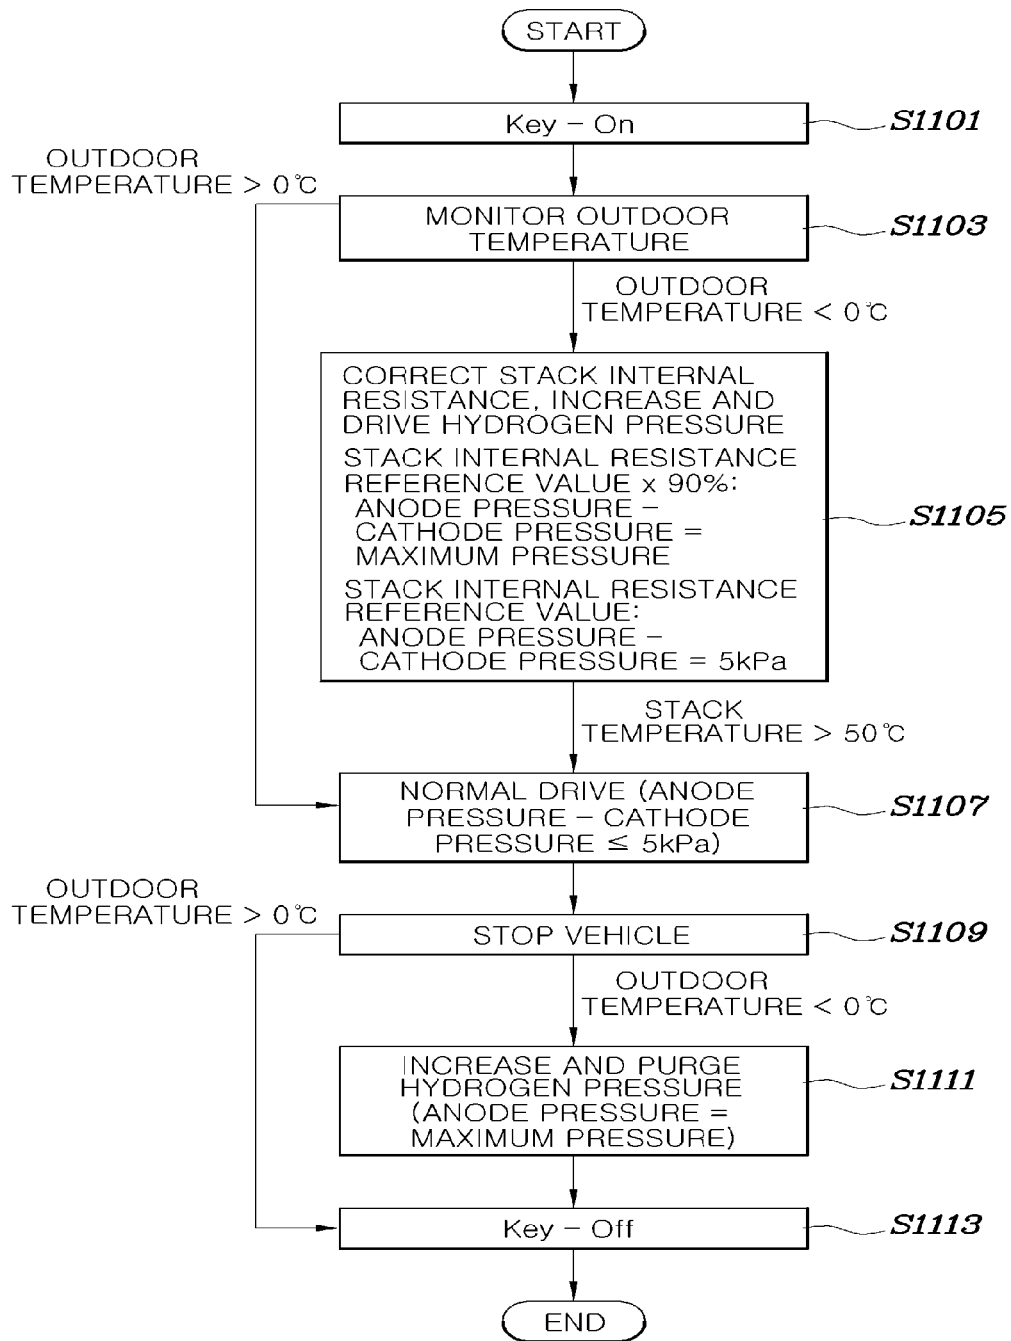 START
Key – On
S1101
OUTDOOR
TEMPERATURE > 0℃
MONITOR OUTDOOR
TEMPERATURE
S1103
OUTDOOR
TEMPERATURE < 0℃
CORRECT STACK INTERNAL
RESISTANCE, INCREASE AND
DRIVE HYDROGEN PRESSURE
STACK INTERNAL RESISTANCE
REFERENCE VALUE x 90%:
ANODE PRESSURE –
CATHODE PRESSURE =
MAXIMUM PRESSURE
STACK INTERNAL RESISTANCE
REFERENCE VALUE:
ANODE PRESSURE –
CATHODE PRESSURE = 5kPa
S1105
STACK
TEMPERATURE > 50℃
NORMAL DRIVE (ANODE
PRESSURE – CATHODE
PRESSURE ≤ 5kPa)
S1107
OUTDOOR
TEMPERATURE > 0℃
STOP VEHICLE
S1109
OUTDOOR
TEMPERATURE < 0℃
INCREASE AND PURGE
HYDROGEN PRESSURE
(ANODE PRESSURE =
MAXIMUM PRESSURE)
S1111
Key – Off
S1113
END